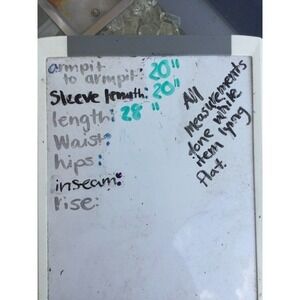 armpit
to armpit: 20"
Sleeve length: 20"
length: 28"
Waist:
hips:
inseam:
rise:
All
measurements
done while
item lying
flat.